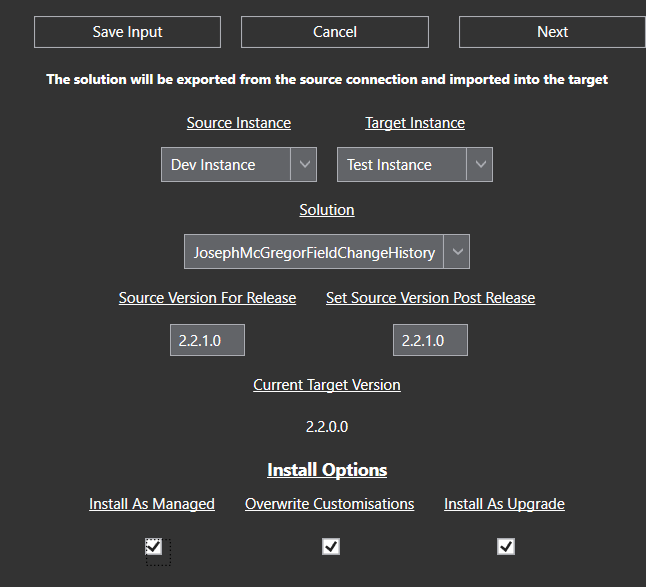 Save Input Cancel Next
The solution will be exported from the source connection and imported into the target
Source Instance Target Instance
Dev Instance Test Instance
Solution
JosephMcGregorFieldChangeHistory
Source Version For Release Set Source Version Post Release
2.2.1.0 2.2.1.0
Current Target Version
2.2.0.0
Install Options
Install As Managed Overwrite Customisations Install As Upgrade